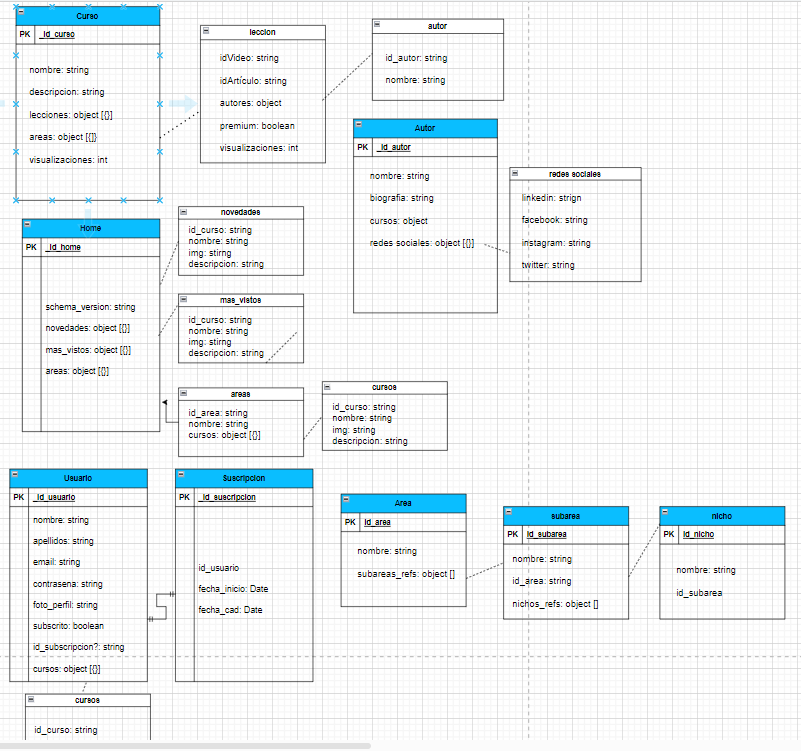 Curso
PK _id_curso
nombre: string
descripcion: string
lecciones: object [{}]
areas: object [{}]
visualizaciones: int
leccion
idVideo: string
idArtículo: string
autores: object
premium: boolean
visualizaciones: int
autor
id_autor: string
nombre: string
Autor
PK _id_autor
nombre: string
biografia: string
cursos: object
redes sociales: object [{}]
redes sociales
linkedin: strign
facebook: string
instagram: string
twitter: string
Home
PK _id_home
schema_version: string
novedades: object [{}]
mas_vistos: object [{}]
areas: object [{}]
novedades
id_curso: string
nombre: string
img: stirng
descripcion: string
mas_vistos
id_curso: string
nombre: string
img: stirng
descripcion: string
areas
id_area: string
nombre: string
cursos: object [{}]
cursos
id_curso: string
nombre: string
img: stirng
descripcion: string
Usuario
PK _id_usuario
nombre: string
apellidos: string
email: string
contrasena: string
foto_perfil: string
subscrito: boolean
id_subscripcion?: string
cursos: object [{}]
cursos
id_curso: string
Suscripcion
PK _id_suscripcion
id_usuario
fecha_inicio: Date
fecha_cad: Date
Area
PK id_area
nombre: string
subareas_refs: object []
subarea
PK id_subarea
nombre: string
id_area: string
nichos_refs: object []
nicho
PK id_nicho
nombre: string
id_subarea